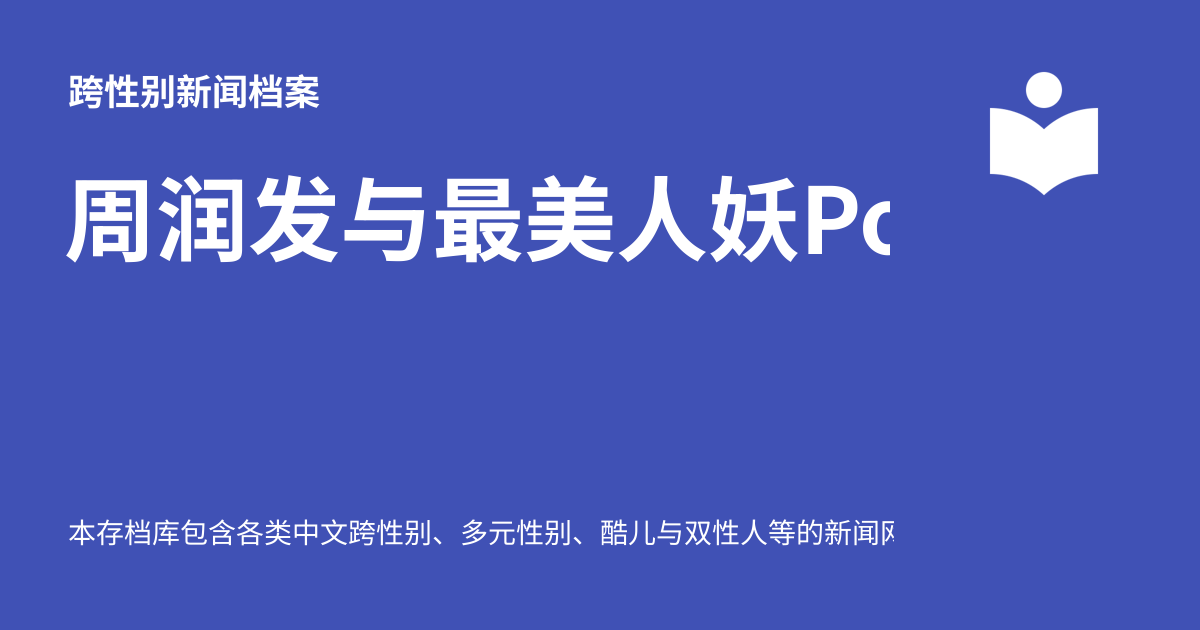 跨性别新闻档案
周润发与最美人妖P
本存档库包含各类中文跨性别、多元性别、酷儿与双性人等的新闻